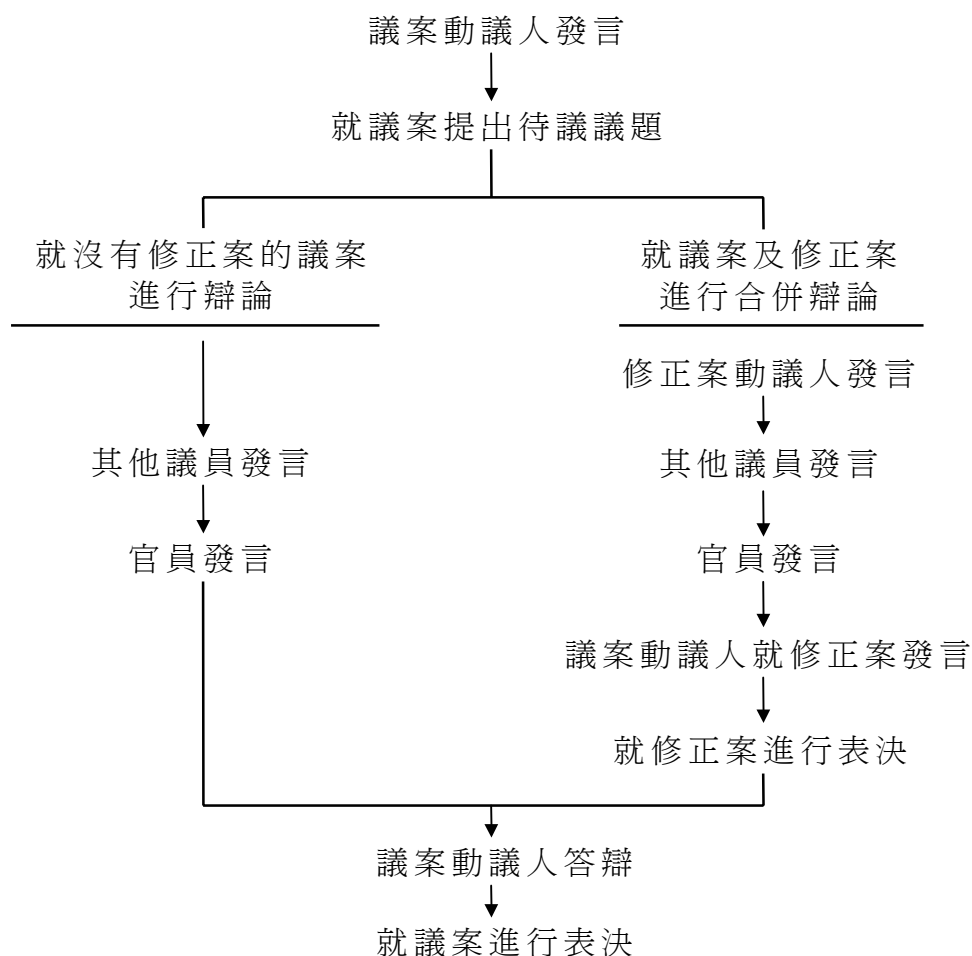 議案動議人發言
就議案提出待議議題
就沒有修正案的議案
進行辯論
其他議員發言
官員發言
就議案及修正案
進行合併辯論
修正案動議人發言
其他議員發言
官員發言
議案動議人就修正案發言
就修正案進行表決
議案動議人答辯
就議案進行表決